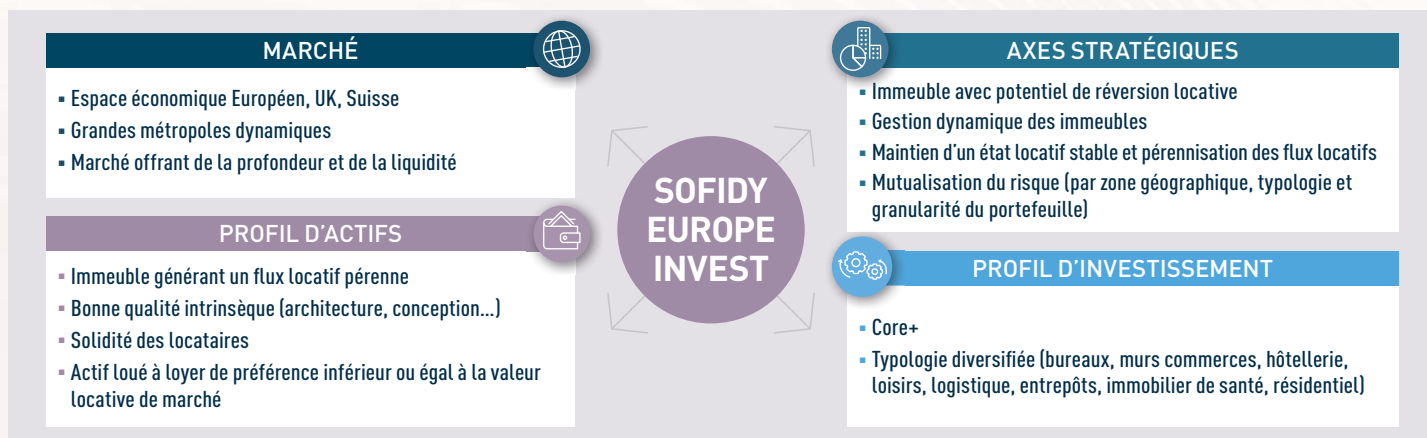 MARCHÉ
▪ Espace économique Européen, UK, Suisse
▪ Grandes métropoles dynamiques
▪ Marché offrant de la profondeur et de la liquidité
PROFIL D’ACTIFS
▪ Immeuble générant un flux locatif pérenne
▪ Bonne qualité intrinsèque (architecture, conception…)
▪ Solidité des locataires
▪ Actif loué à loyer de préférence inférieur ou égal à la valeur
locative de marché
SOFIDY
EUROPE
INVEST
AXES STRATÉGIQUES
▪ Immeuble avec potentiel de réversion locative
▪ Gestion dynamique des immeubles
▪ Maintien d’un état locatif stable et pérennisation des flux locatifs
▪ Mutualisation du risque (par zone géographique, typologie et
granularité du portefeuille)
PROFIL D’INVESTISSEMENT
▪ Core+
▪ Typologie diversifiée (bureaux, murs commerces, hôtellerie,
loisirs, logistique, entrepôts, immobilier de santé, résidentiel)